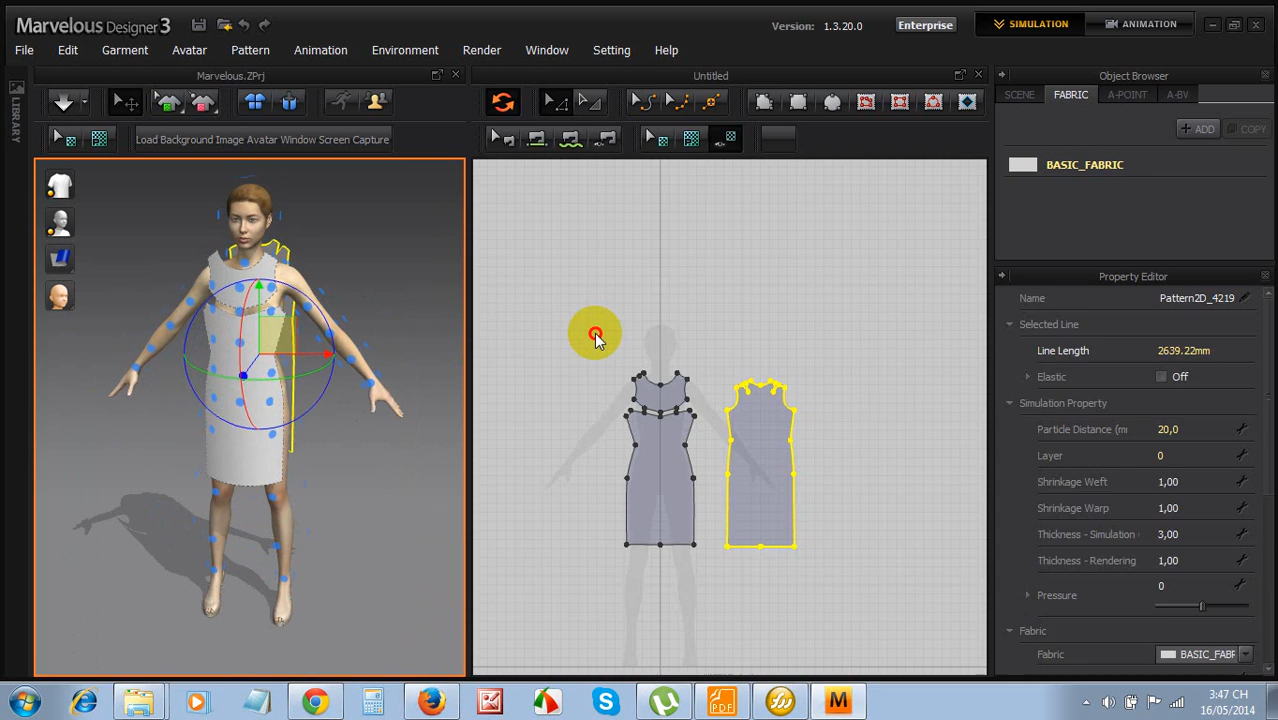 Marvelous Designer 3
Version: 1.3.20.0
Enterprise
SIMULATION
ANIMATION
File Edit Garment Avatar Pattern Animation Environment Render Window Setting Help
LIBRARY
Marvelous.ZPrj
Untitled
Object Browser
SCENE FABRIC A-POINT A-BV
+ ADD COPY
Load Background Image Avatar Window Screen Capture
BASIC_FABRIC
Property Editor
Name Pattern2D_4219
Selected Line
Line Length 2639.22mm
Elastic Off
Simulation Property
Particle Distance (m 20,0
Layer 0
Shrinkage Weft 1,00
Shrinkage Warp 1,00
Thickness - Simulation 3,00
Thickness - Rendering 1,00
Pressure 0
Fabric
Fabric BASIC_FABR
PDF
M
3:47 CH
16/05/2014